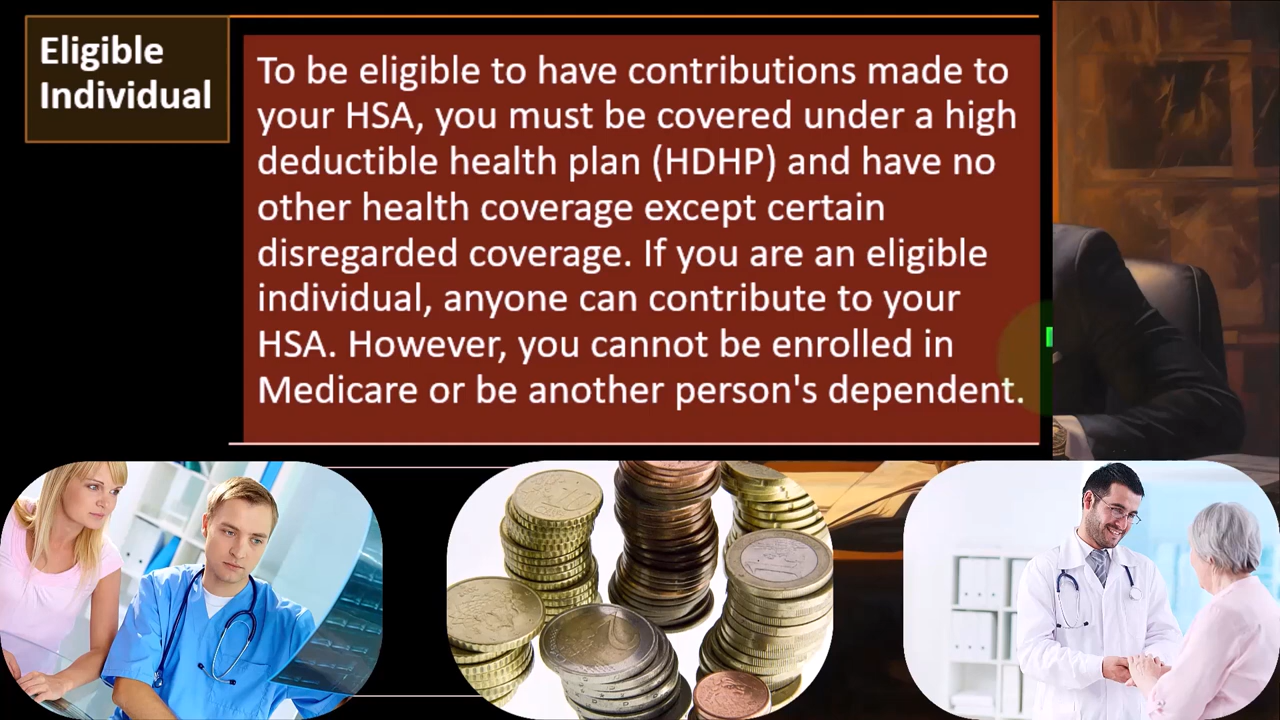 Eligible
Individual
To be eligible to have contributions made to
your HSA, you must be covered under a high
deductible health plan (HDHP) and have no
other health coverage except certain
disregarded coverage. If you are an eligible
individual, anyone can contribute to your
HSA. However, you cannot be enrolled in
Medicare or be another person's dependent.